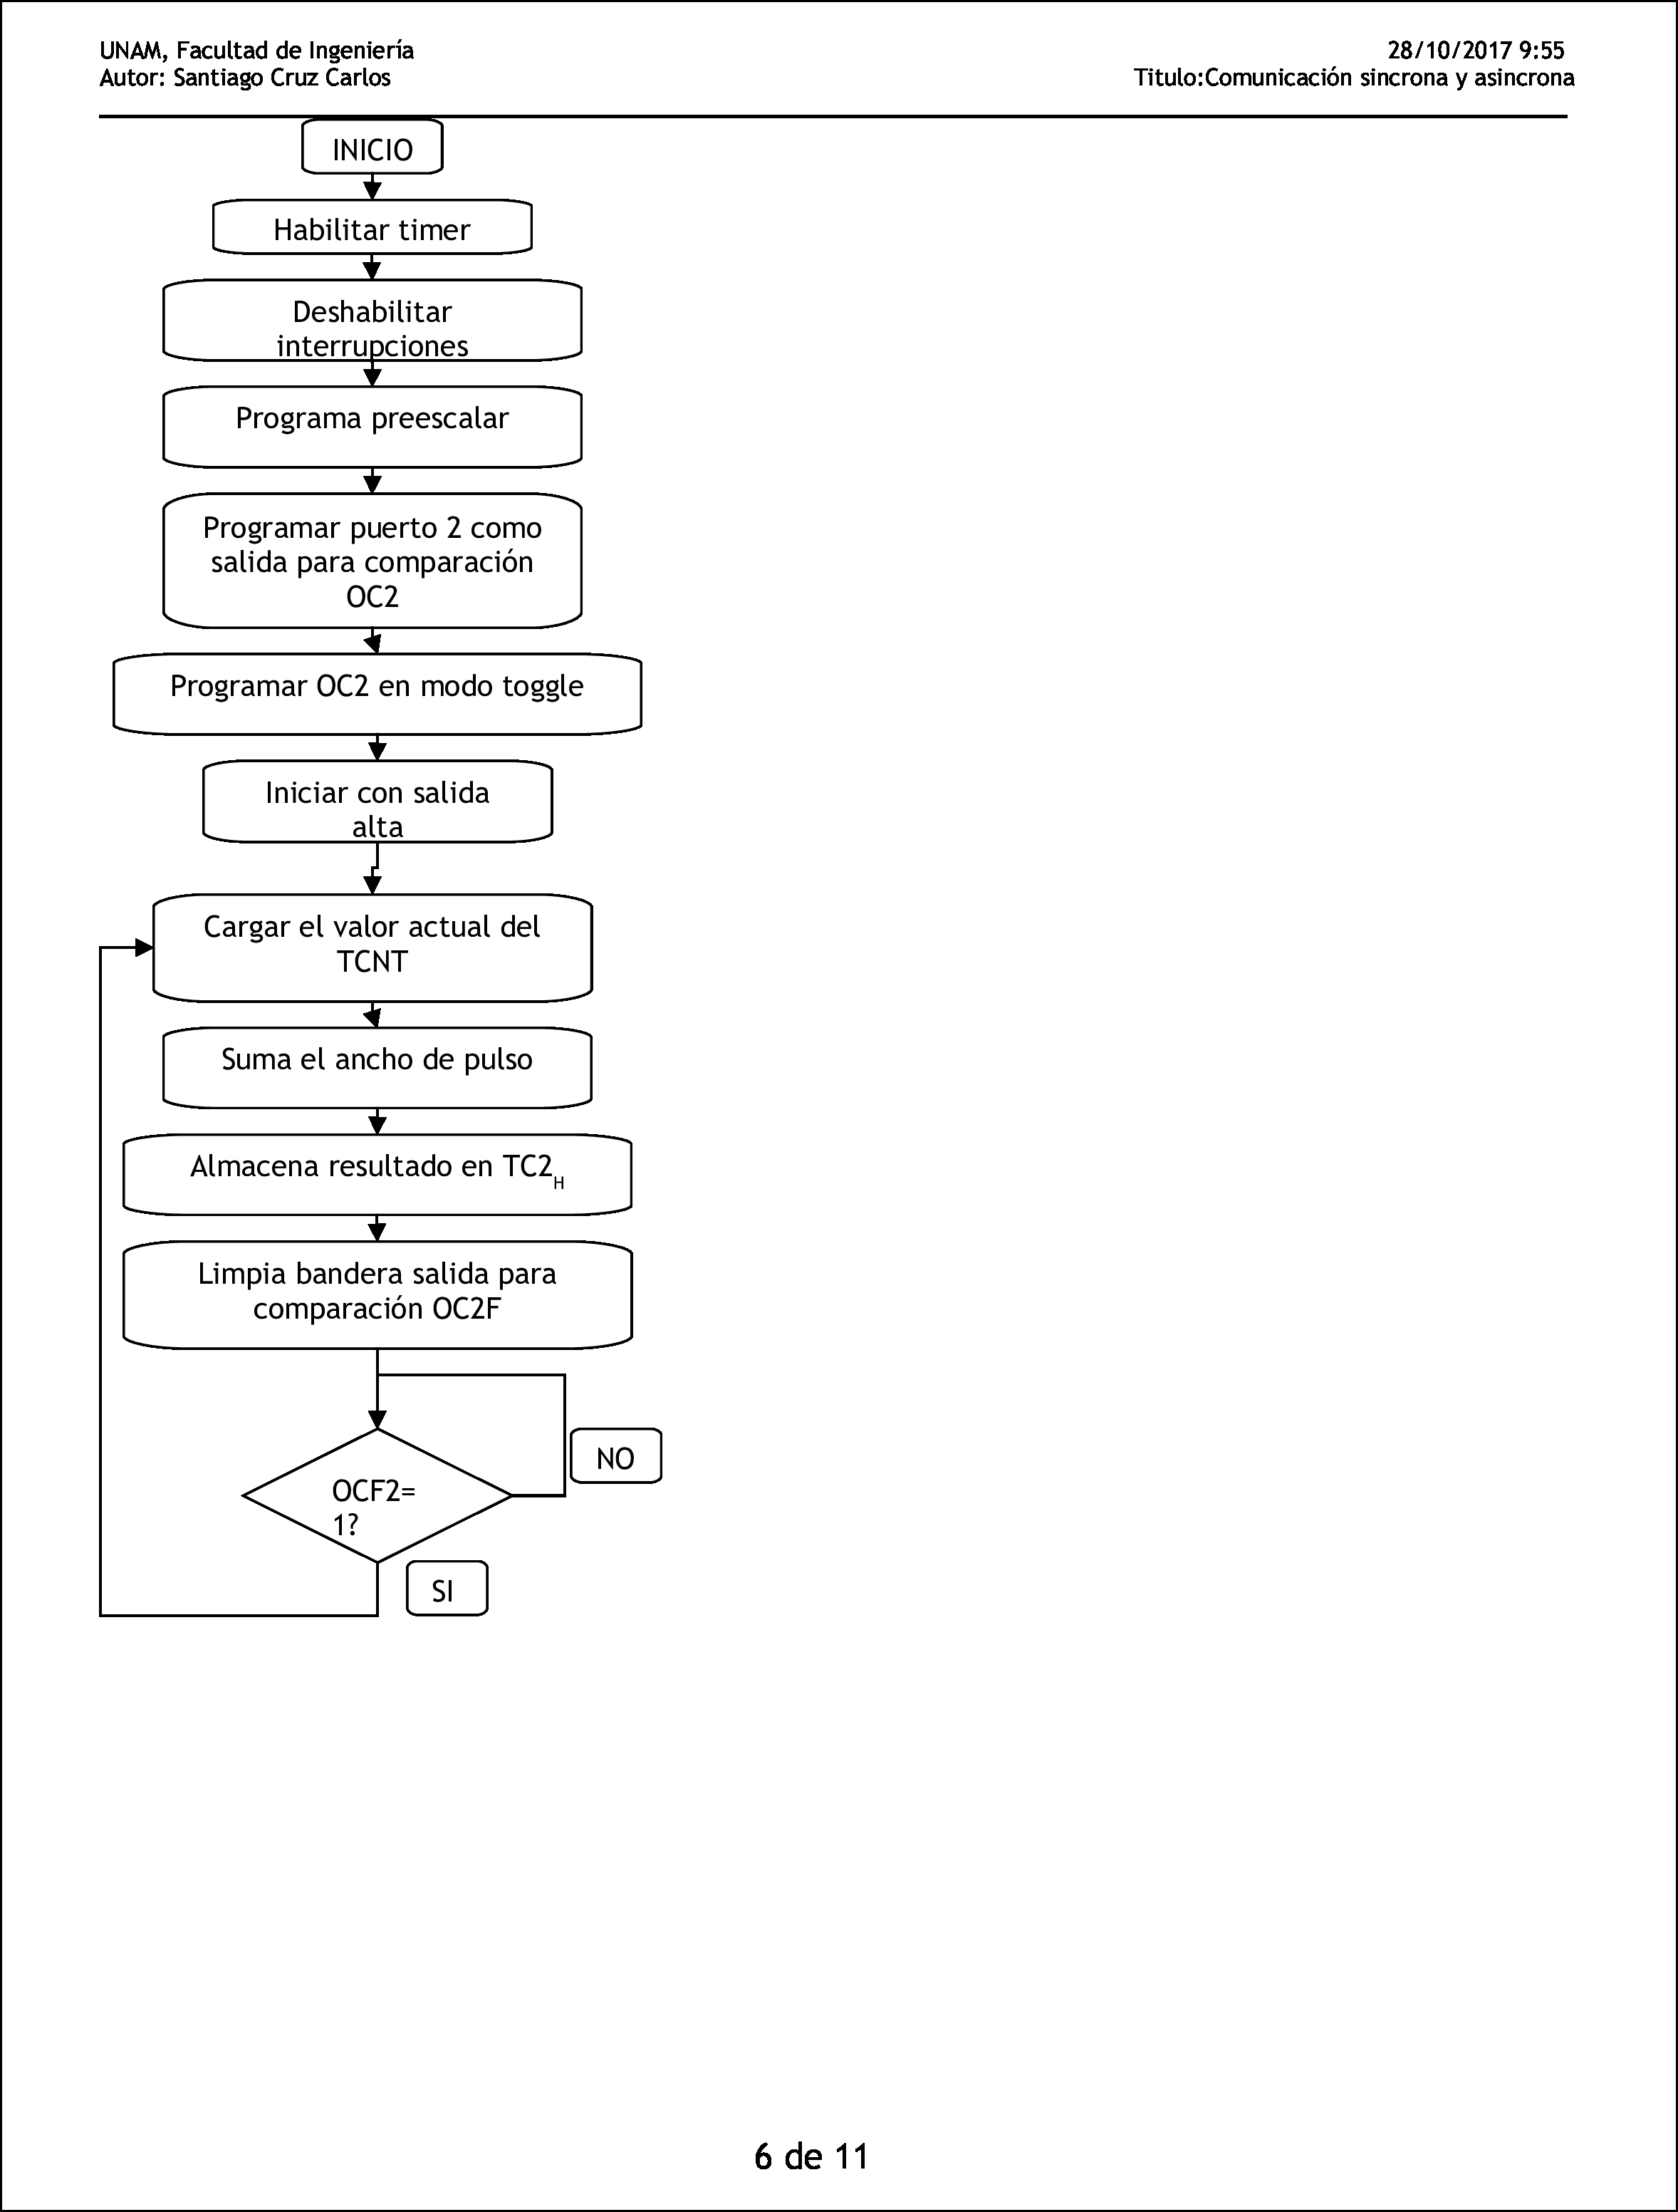 UNAM, Facultad de Ingeniería
28/10/2017 9:55
Autor: Santiago Cruz Carlos
Titulo:Comunicación sincrona y asincrona
INICIO
Habilitar timer
Deshabilitar
interrupciones
Programa preescalar
Programar puerto 2 como
salida para comparación
OC2
Programar OC2 en modo toggle
Iniciar con salida
alta
Cargar el valor actual del
TCNT
Suma el ancho de pulso
Almacena resultado en TC2H
Limpia bandera salida para
comparación OC2F
NO
OCF2=
1?
SI
6 de 11